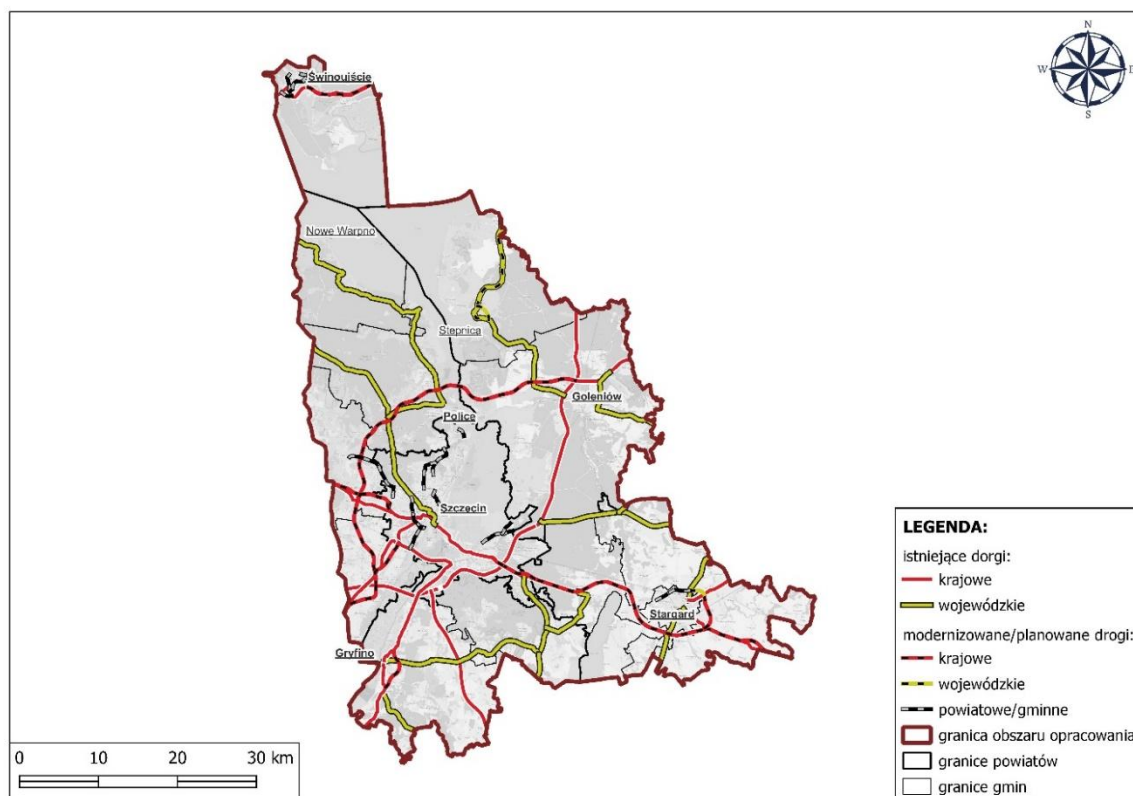 N
W
E
S
Świnoujście
Nowe Warpno
Stepnica
Goleniów
Police
Szczecin
Stargard
Gryfino
LEGENDA:
istniejące dorgi:
krajowe
wojewódzkie
modernizowane/planowane drogi:
krajowe
wojewódzkie
powiatowe/gminne
granica obszaru opracowania
granice powiatów
granice gmin
0 10 20 30 km